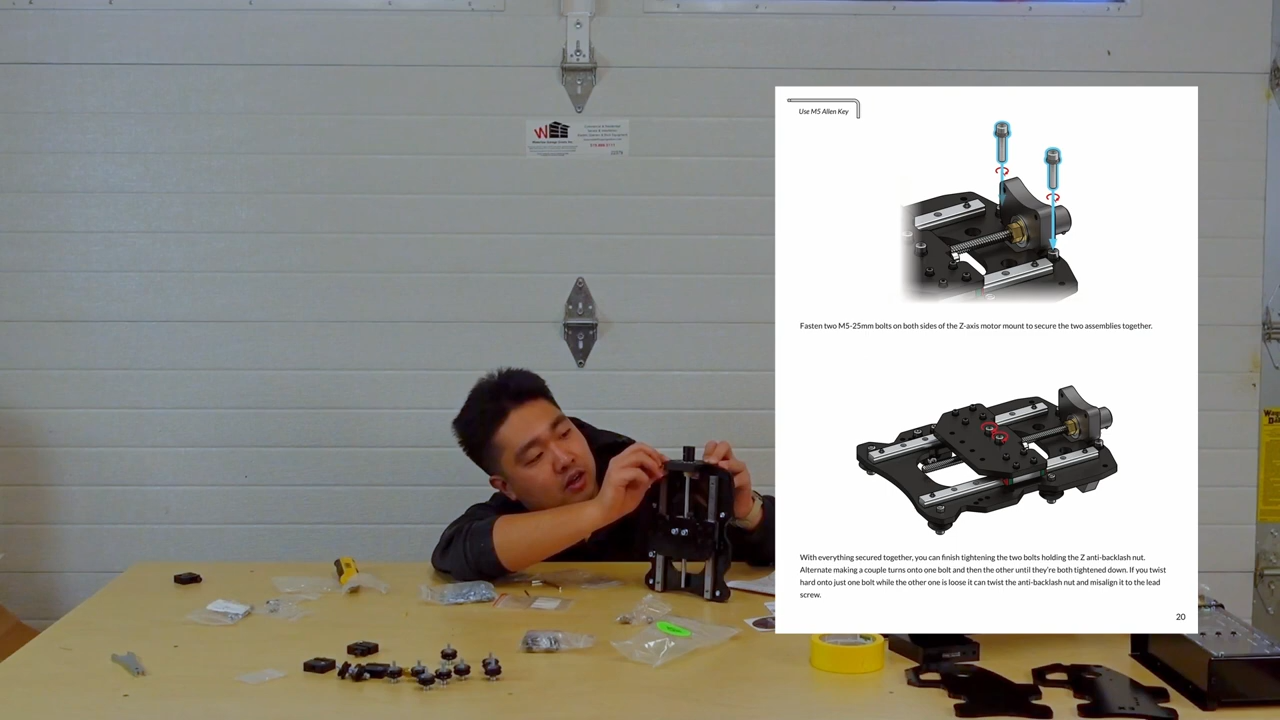 Use M5 Allen Key
Fasten two M5-25mm bolts on both sides of the Z-axis motor mount to secure the two assemblies together.
With everything secured together, you can finish tightening the two bolts holding the Z anti-backlash nut.
Alternate making a couple turns onto one bolt and then the other until they're both tightened down. If you twist
hard onto just one bolt while the other one is loose it can twist the anti-backlash nut and misalign it to the lead
screw.
20